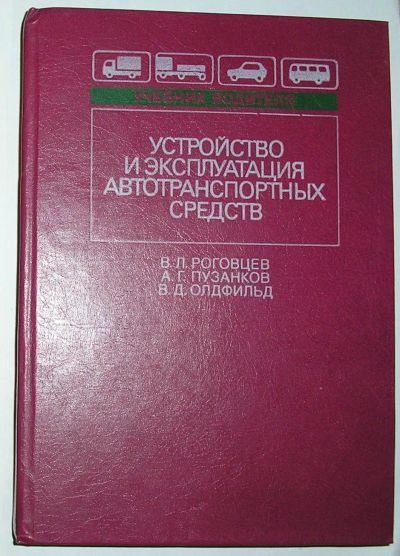 УЧЕБНИК ВОДИТЕЛЯ
УСТРОЙСТВО
И ЭКСПЛУАТАЦИЯ
АВТОТРАНСПОРТНЫХ
СРЕДСТВ
В. Л. РОГОВЦЕВ
А. Г. ПУЗАНКОВ
В. Д. ОЛДФИЛЬД